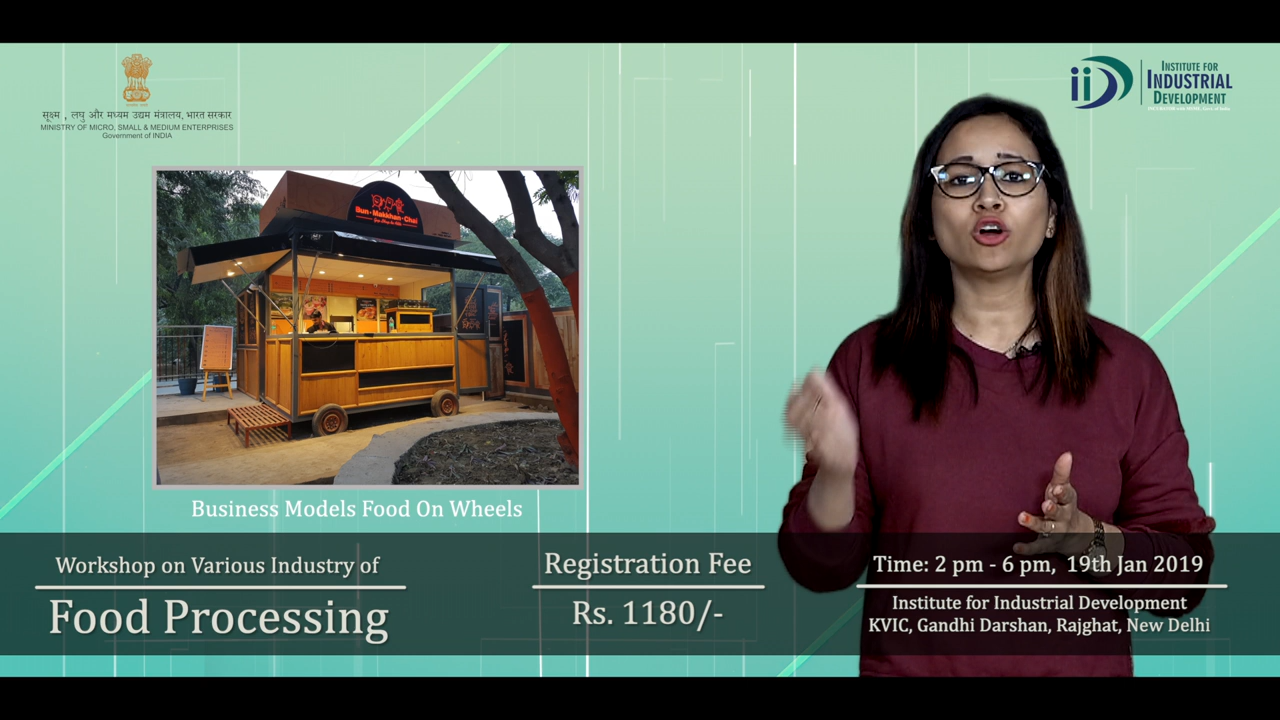 सूक्ष्म , लघु और मध्यम उद्यम मंत्रालय, भारत सरकार
MINISTRY OF MICRO, SMALL & MEDIUM ENTERPRISES
Government of INDIA
iiD
INSTITUTE FOR
INDUSTRIAL
DEVELOPMENT
Bun•Makkhan•Chai
Business Models Food On Wheels
Workshop on Various Industry of
Food Processing
Registration Fee
Rs. 1180/-
Time: 2 pm - 6 pm, 19th Jan 2019
Institute for Industrial Development
KVIC, Gandhi Darshan, Rajghat, New Delhi